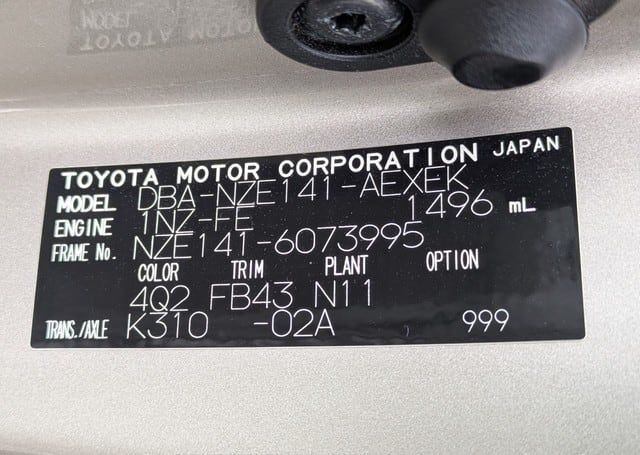 TOYOTA MOTOR CORPORATION JAPAN
MODEL DBA-NZE141-AEXEK
ENGINE 1NZ-FE 1496 mL
FRAME No. NZE141-6073995
COLOR TRIM PLANT OPTION
4Q2 FB43 N11
TRANS./AXLE K310 -02A 999